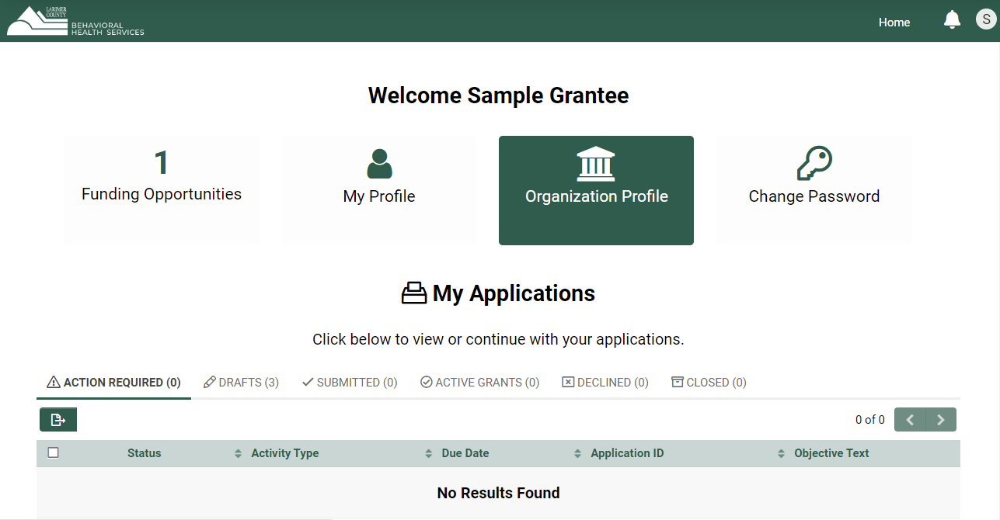 LARIMER
COUNTY
BEHAVIORAL
HEALTH SERVICES
Home
S
Welcome Sample Grantee
1
Funding Opportunities
My Profile
Organization Profile
Change Password
My Applications
Click below to view or continue with your applications.
ACTION REQUIRED (0) DRAFTS (3) SUBMITTED (0) ACTIVE GRANTS (0) DECLINED (0) CLOSED (0)
0 of 0
Status Activity Type Due Date Application ID Objective Text
No Results Found